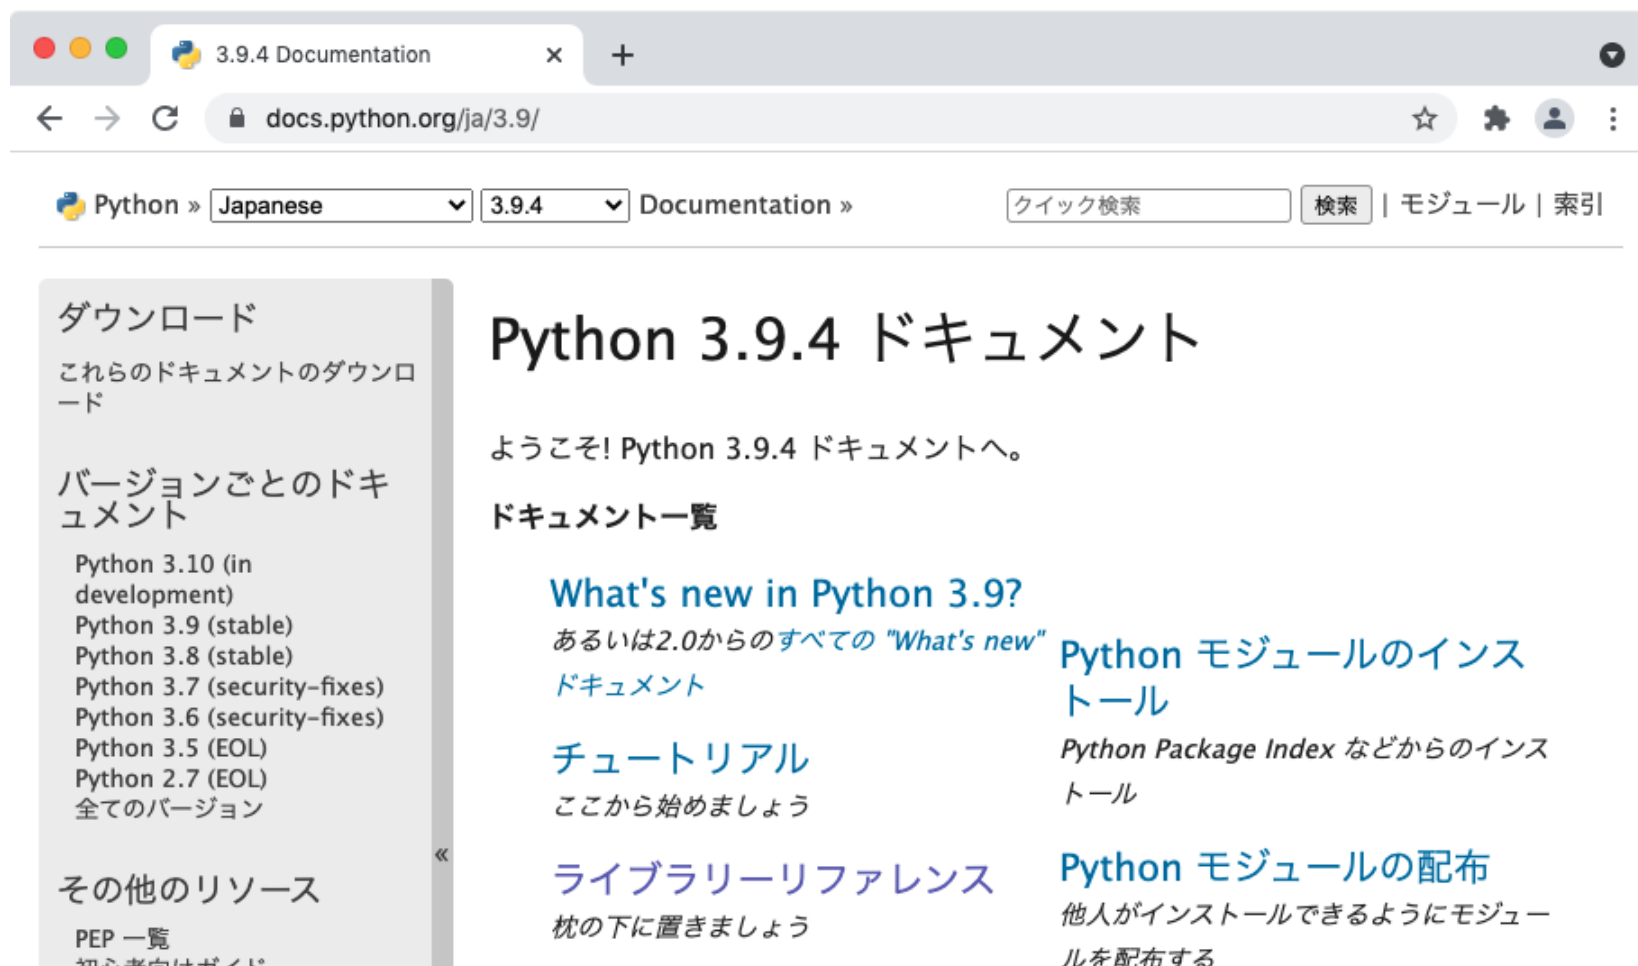 3.9.4 Documentation
docs.python.org/ja/3.9/
Python » Japanese 3.9.4 Documentation » クイック検索 検索 | モジュール | 索引
ダウンロード
これらのドキュメントのダウンロ
ード
バージョンごとのドキ
ュメント
Python 3.10 (in
development)
Python 3.9 (stable)
Python 3.8 (stable)
Python 3.7 (security-fixes)
Python 3.6 (security-fixes)
Python 3.5 (EOL)
Python 2.7 (EOL)
全てのバージョン
«
その他のリソース
PEP 一覧
初心者向けガイド
Python 3.9.4 ドキュメント
ようこそ! Python 3.9.4 ドキュメントへ。
ドキュメント一覧
What's new in Python 3.9?
あるいは2.0からのすべての "What's new"
ドキュメント
チュートリアル
ここから始めましょう
ライブラリーリファレンス
枕の下に置きましょう
Python モジュールのインス
トール
Python Package Index などからのインス
トール
Python モジュールの配布
他人がインストールできるようにモジュー
ルを配布する